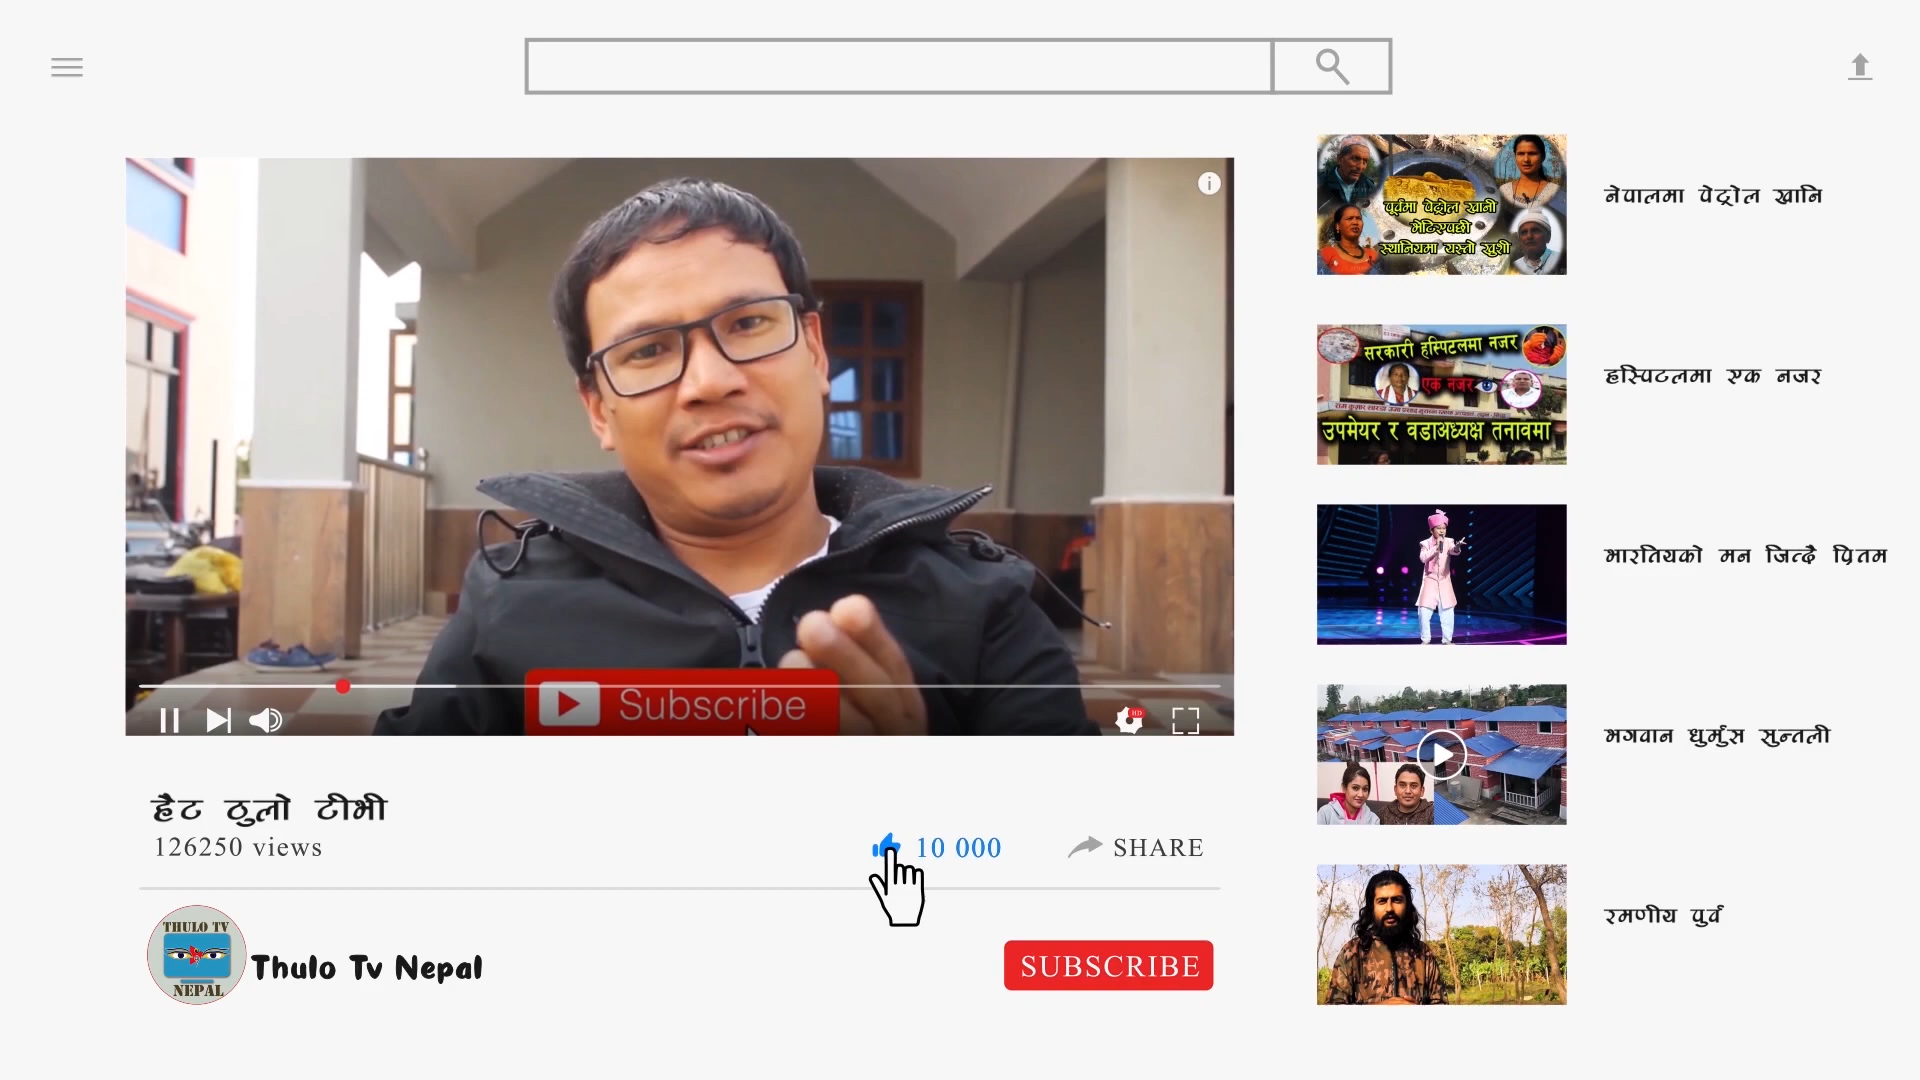 पूर्वमा पेट्रोल खानी
भेटिएपछी
स्थानियमा यस्तो खुशी
नेपालमा पेट्रोल खानि
सरकारी हस्पिटलमा नजर
एक नजर
उपमेयर र वडाअध्यक्ष तनावमा
हस्पिटलमा एक नजर
भारतियको मन जित्दै प्रितम
भगवान धुर्मुस सुन्तली
रमणीय पुर्व
HD
Subscribe
हैट ठुलो टीभी
126250 views
10 000
SHARE
THULO TV
NEPAL
Thulo Tv Nepal
SUBSCRIBE